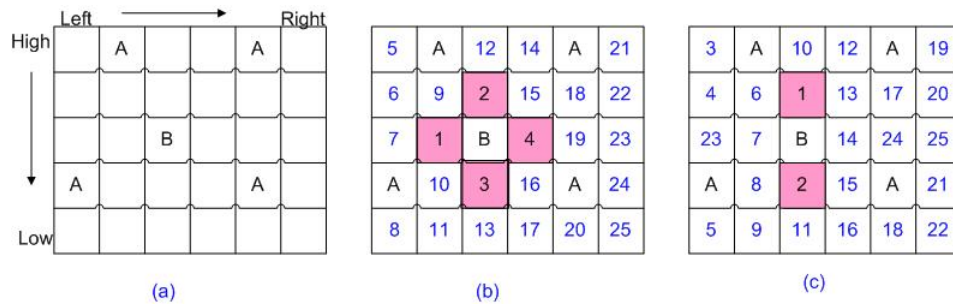 Left Right
High A A
B
A A
Low
(a)
5 A 12 14 A 21
6 9 2 15 18 22
7 1 B 4 19 23
A 10 3 16 A 24
8 11 13 17 20 25
(b)
3 A 10 12 A 19
4 6 1 13 17 20
23 7 B 14 24 25
A 8 2 15 A 21
5 9 11 16 18 22
(c)